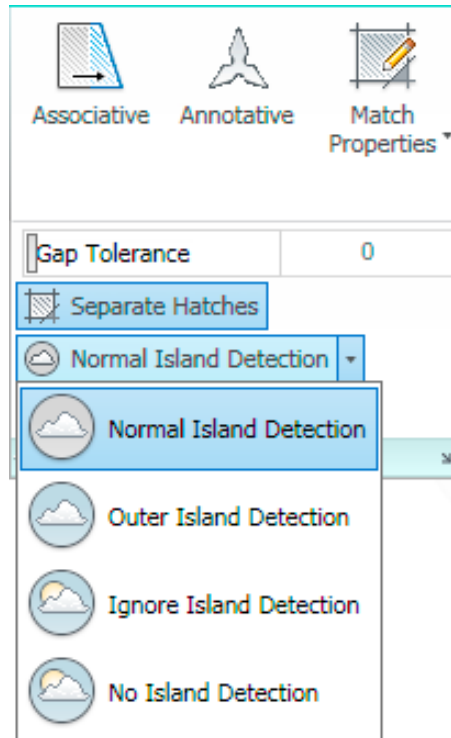 Associative Annotative Match
Properties
Gap Tolerance 0
Separate Hatches
Normal Island Detection
Normal Island Detection
Outer Island Detection
Ignore Island Detection
No Island Detection